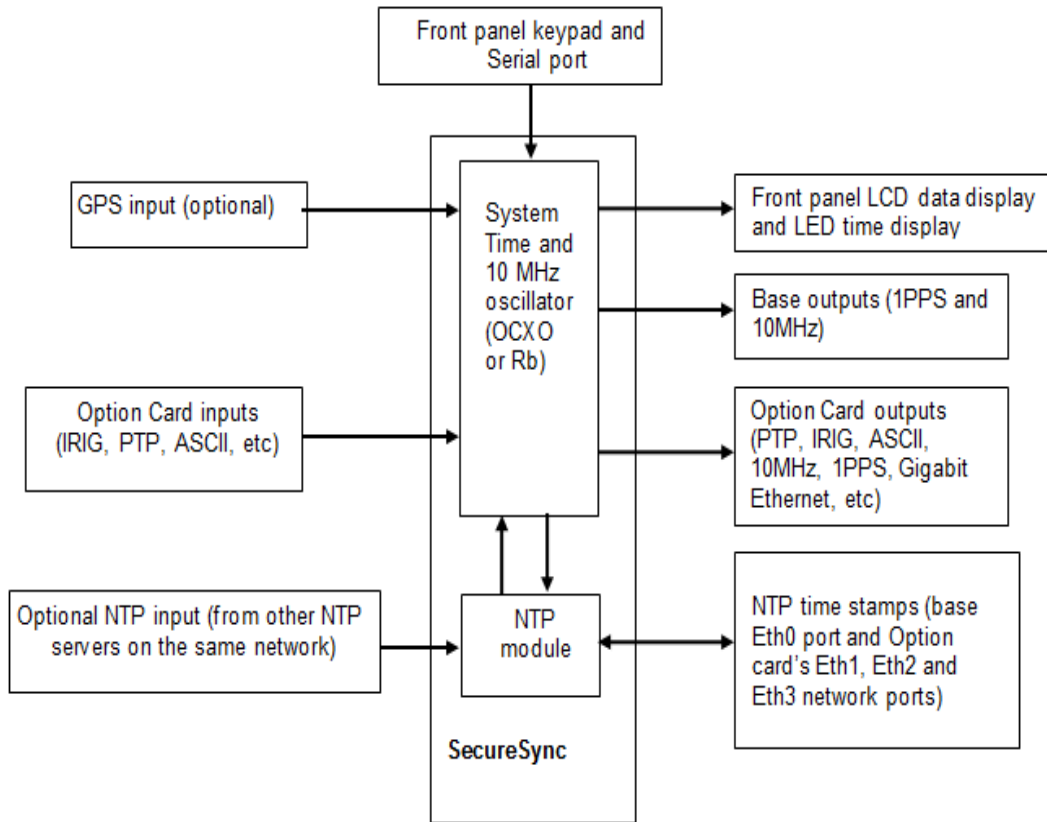 Front panel keypad and
Serial port
GPS input (optional)
System
Time and
10 MHz
oscillator
(OCXO
or Rb)
Front panel LCD data display
and LED time display
Base outputs (1PPS and
10MHz)
Option Card inputs
(IRIG, PTP, ASCII, etc)
Option Card outputs
(PTP, IRIG, ASCII,
10MHz, 1PPS, Gigabit
Ethernet, etc)
Optional NTP input (from other NTP
servers on the same network)
NTP
module
NTP time stamps (base
Eth0 port and Option
card's Eth1, Eth2 and
Eth3 network ports)
SecureSync